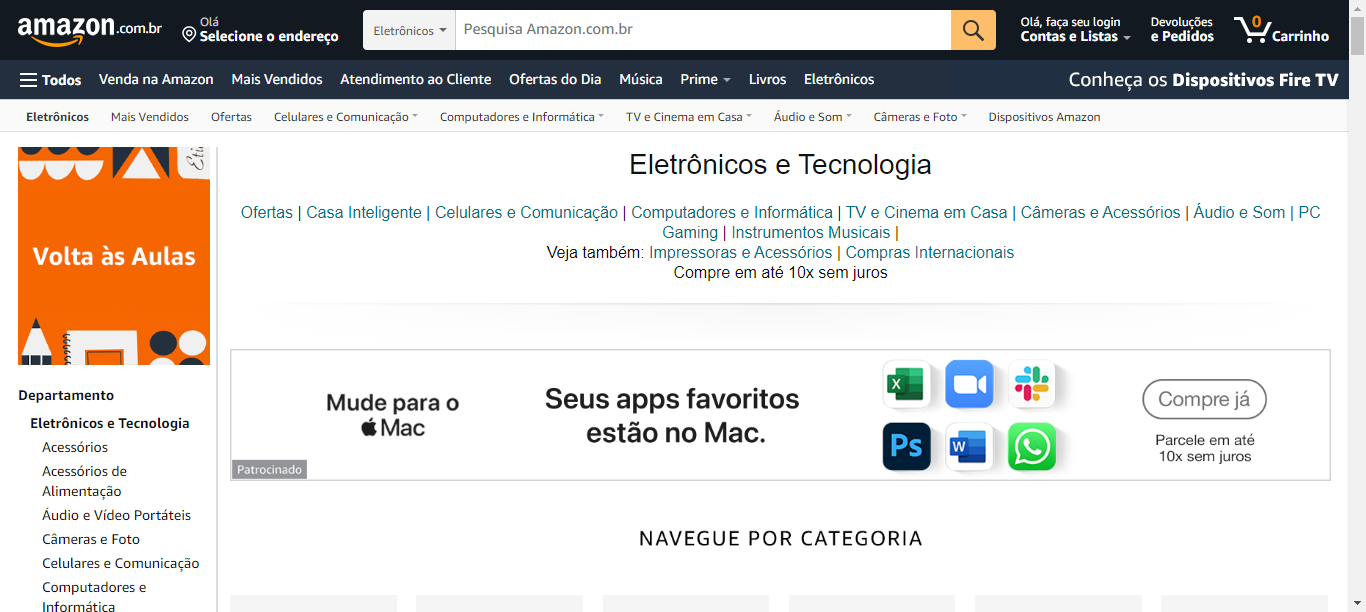 amazon.com.br
Olá
Selecione o endereço
Eletrônicos
Pesquisa Amazon.com.br
Olá, faça seu login
Contas e Listas
Devoluções
e Pedidos
0
Carrinho
Todos
Venda na Amazon
Mais Vendidos
Atendimento ao Cliente
Ofertas do Dia
Música
Prime
Livros
Eletrônicos
Conheça os Dispositivos Fire TV
Eletrônicos
Mais Vendidos
Ofertas
Celulares e Comunicação
Computadores e Informática
TV e Cinema em Casa
Áudio e Som
Câmeras e Foto
Dispositivos Amazon
Volta às Aulas
Departamento
Eletrônicos e Tecnologia
Acessórios
Acessórios de
Alimentação
Áudio e Vídeo Portáteis
Câmeras e Foto
Celulares e Comunicação
Computadores e
Informática
Eletrônicos e Tecnologia
Ofertas | Casa Inteligente | Celulares e Comunicação | Computadores e Informática | TV e Cinema em Casa | Câmeras e Acessórios | Áudio e Som | PC
Gaming | Instrumentos Musicais |
Veja também: Impressoras e Acessórios | Compras Internacionais
Compre em até 10x sem juros
Mude para o
Mac
Patrocinado
Seus apps favoritos
estão no Mac.
X
Ps
W
Compre já
Parcele em até
10x sem juros
NAVEGUE POR CATEGORIA